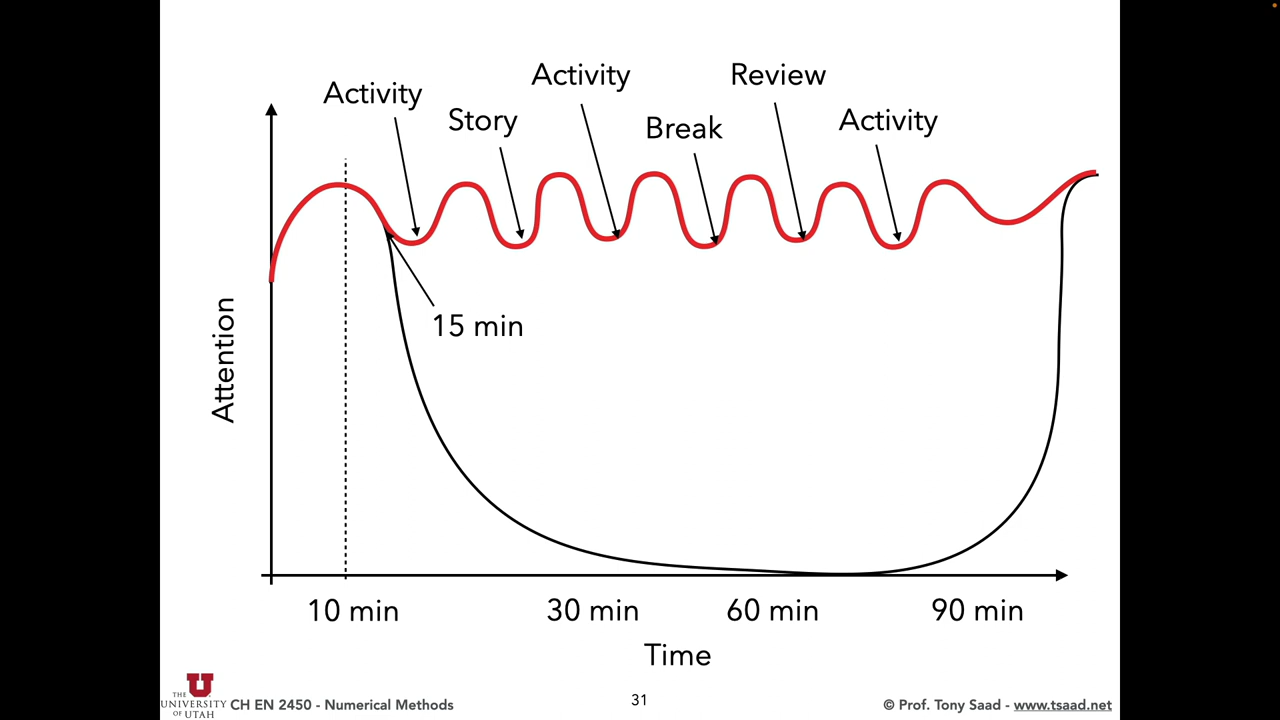 Activity
Story
Activity
Break
Review
Activity
15 min
Attention
10 min
30 min
60 min
90 min
Time
THE
UNIVERSITY
OF UTAH
CH EN 2450 - Numerical Methods
31
© Prof. Tony Saad - www.tsaad.net